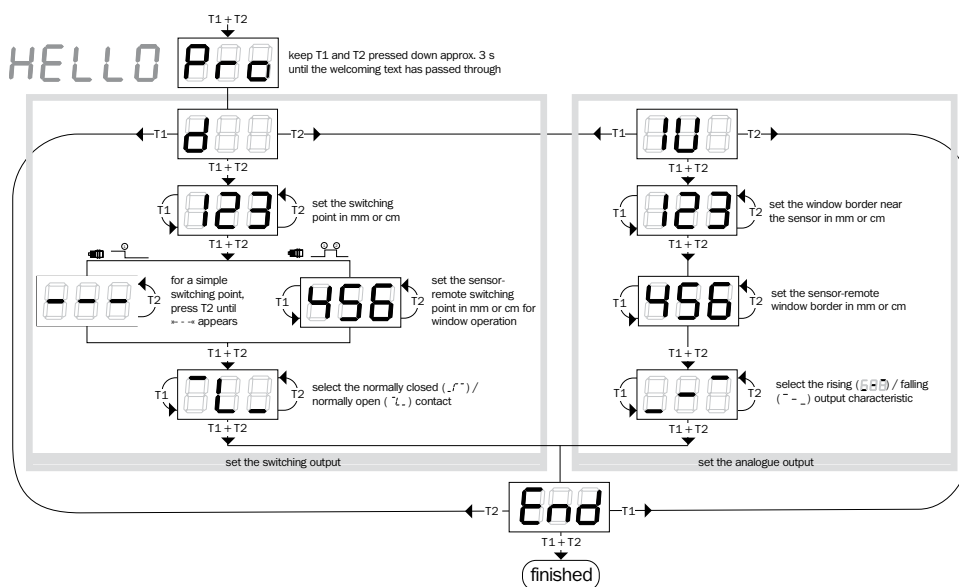 T1 + T2
HELLO
Pro
keep T1 and T2 pressed down approx. 3 s
until the welcoming text has passed through
T1
d
T2
T1
IU
T2
T1 + T2
T1 + T2
T1
123
T2
set the switching
point in mm or cm
T1
123
T2
set the window border near
the sensor in mm or cm
T1 + T2
---
T2
for a simple
switching point,
press T2 until
- - - appears
T1
456
T2
set the sensor-
remote switching
point in mm or cm for
window operation
T1
456
T2
set the sensor-remote
window border in mm or cm
T1 + T2
T1
T2
select the normally closed ( ) /
normally open ( ) contact
T1
T2
select the rising ( ) / falling
( ) output characteristic
T1 + T2
T1 + T2
set the switching output
set the analogue output
T2
End
T1
T1 + T2
finished